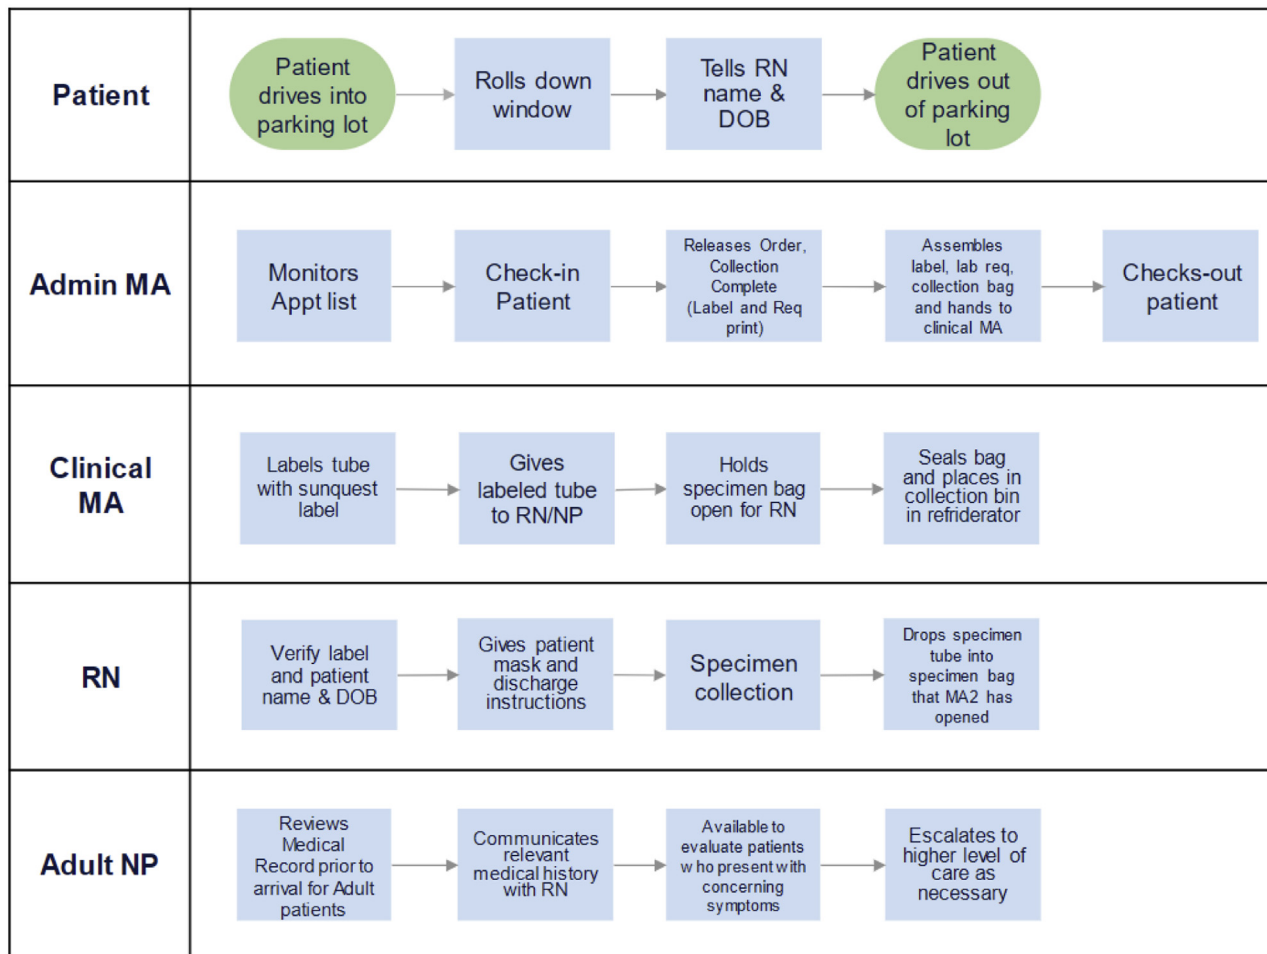 Patient
Patient
drives into
parking lot
Rolls down
window
Tells RN
name &
DOB
Patient
drives out
of parking
lot
Admin MA
Monitors
Appt list
Check-in
Patient
Releases Order,
Collection
Complete
(Label and Req
print)
Assembles
label, lab req,
collection bag
and hands to
clinical MA
Checks-out
patient
Clinical
MA
Labels tube
with sunquest
label
Gives
labeled tube
to RN/NP
Holds
specimen bag
open for RN
Seals bag
and places in
collection bin
in refriderator
RN
Verify label
and patient
name & DOB
Gives patient
mask and
discharge
instructions
Specimen
collection
Drops specimen
tube into
specimen bag
that MA2 has
opened
Adult NP
Reviews
Medical
Record prior to
arrival for Adult
patients
Communicates
relevant
medical history
with RN
Available to
evaluate patients
who present with
concerning
symptoms
Escalates to
higher level of
care as
necessary